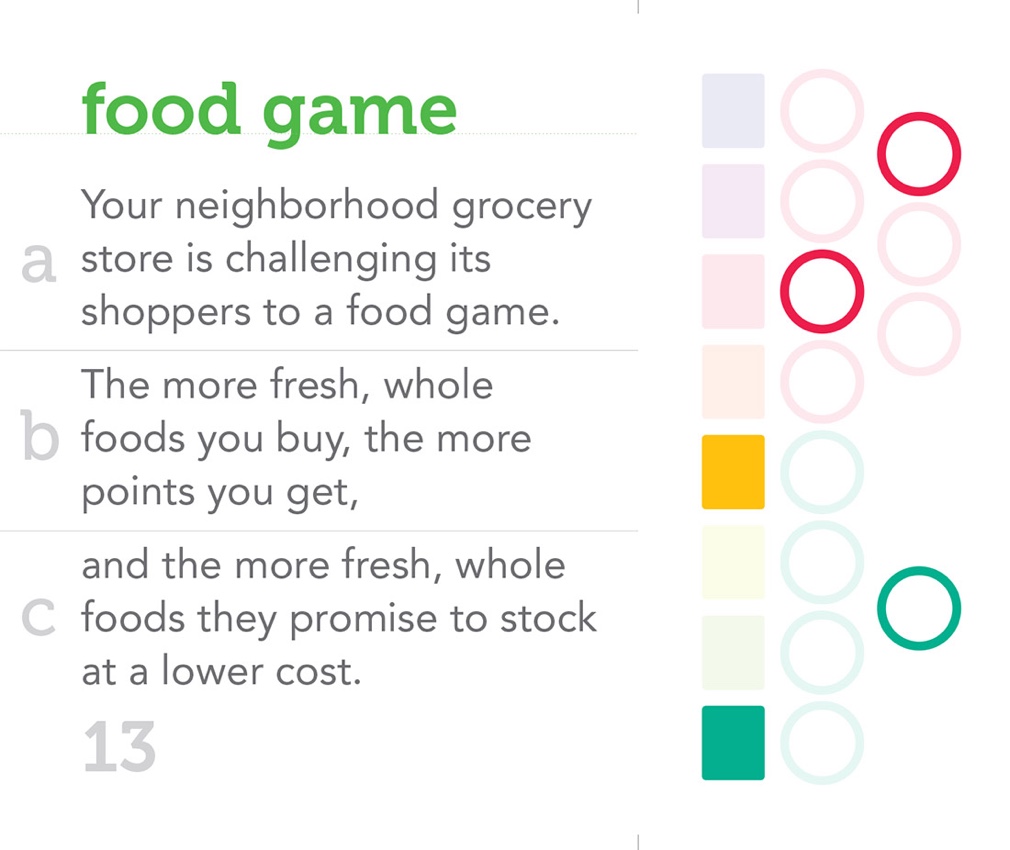 food game
a
Your neighborhood grocery
store is challenging its
shoppers to a food game.
b
The more fresh, whole
foods you buy, the more
points you get,
c
and the more fresh, whole
foods they promise to stock
at a lower cost.
13